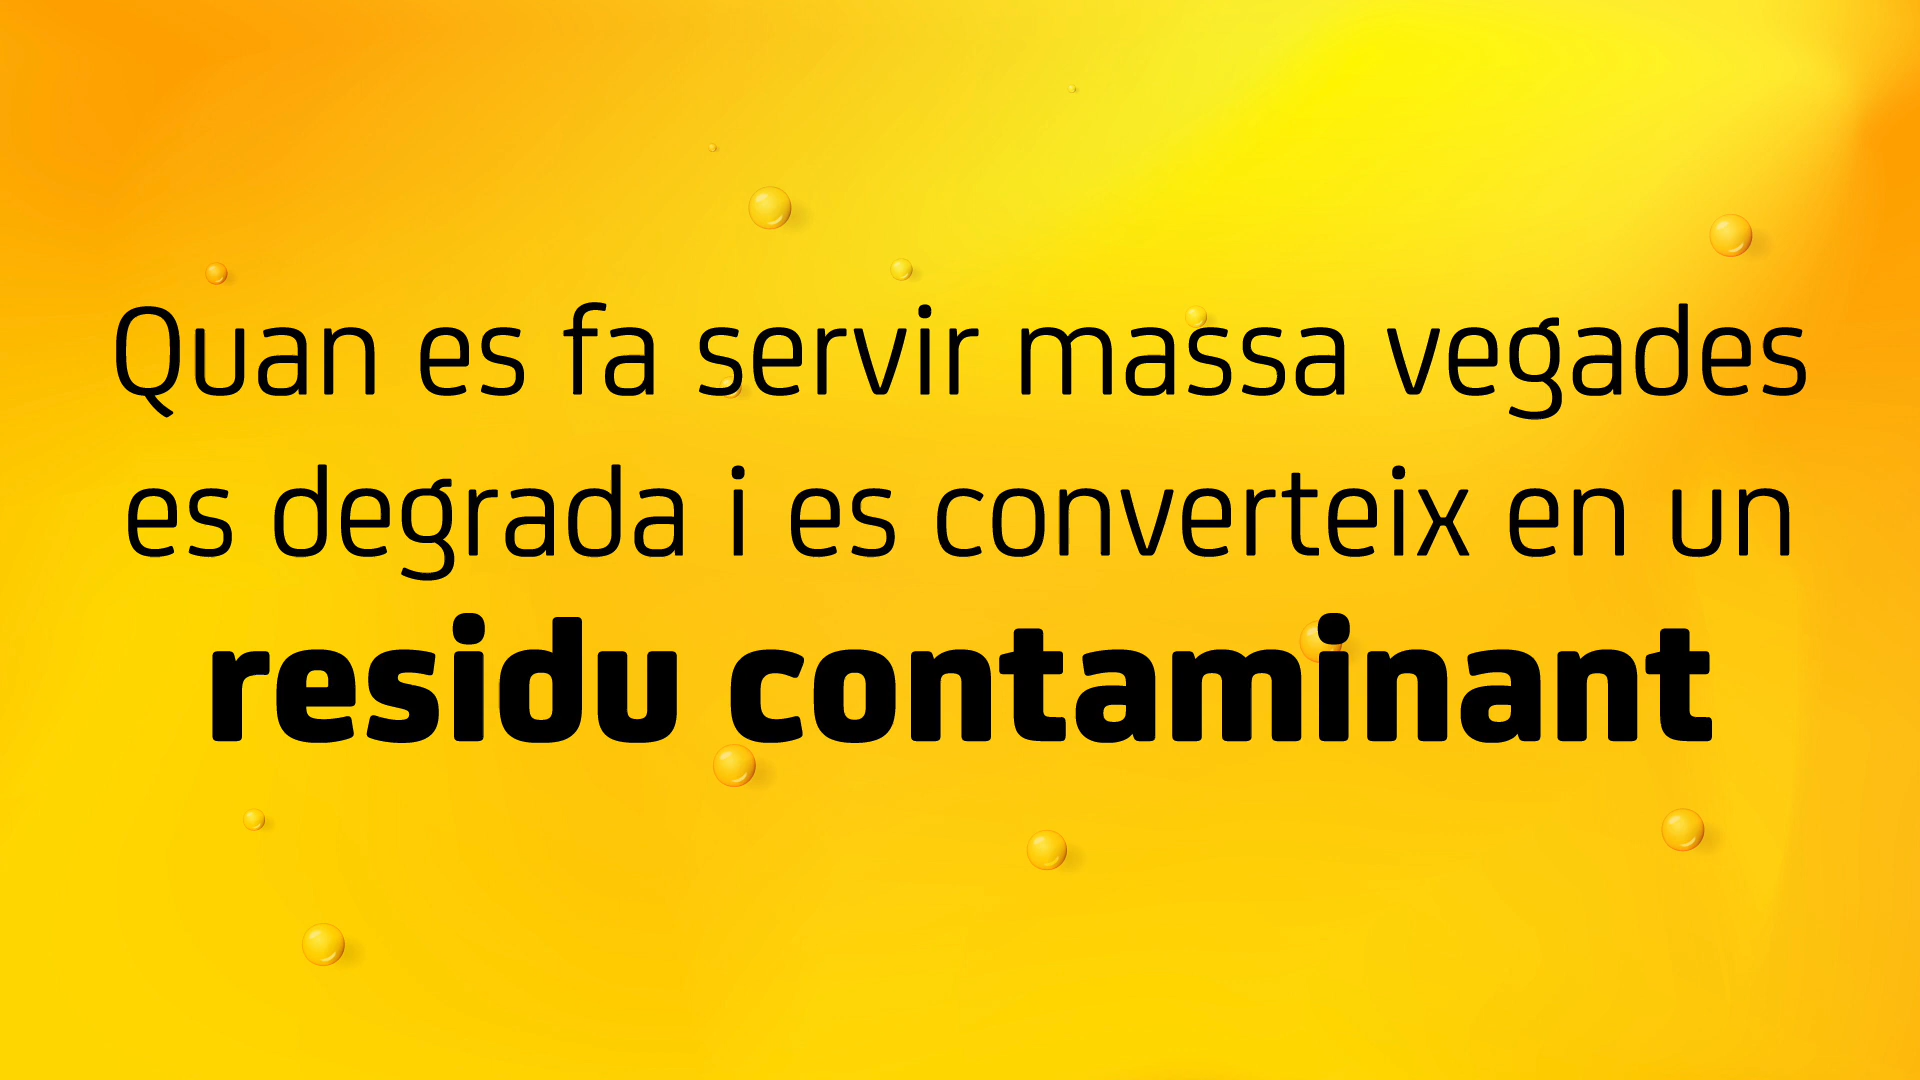 Quan es fa servir massa vegades
es degrada i es converteix en un
residu contaminant